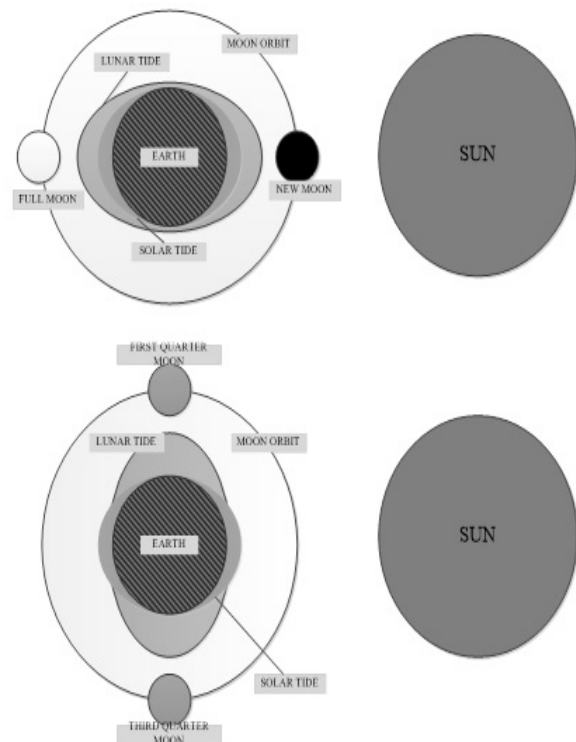 MOON ORBIT
LUNAR TIDE
EARTH
SUN
FULL MOON
NEW MOON
SOLAR TIDE
FIRST QUARTER
MOON
LUNAR TIDE
MOON ORBIT
EARTH
SUN
SOLAR TIDE
THIRD QUARTER
MOON